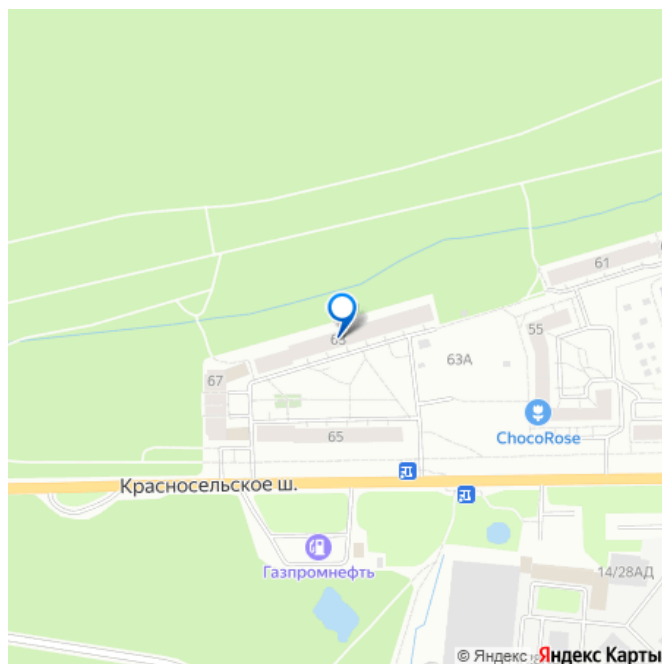 61
55
63
63А
67
ChocoRose
65
Красносельское ш.
Газпромнефть
14/28АД
© Яндекс Яндекс Карты